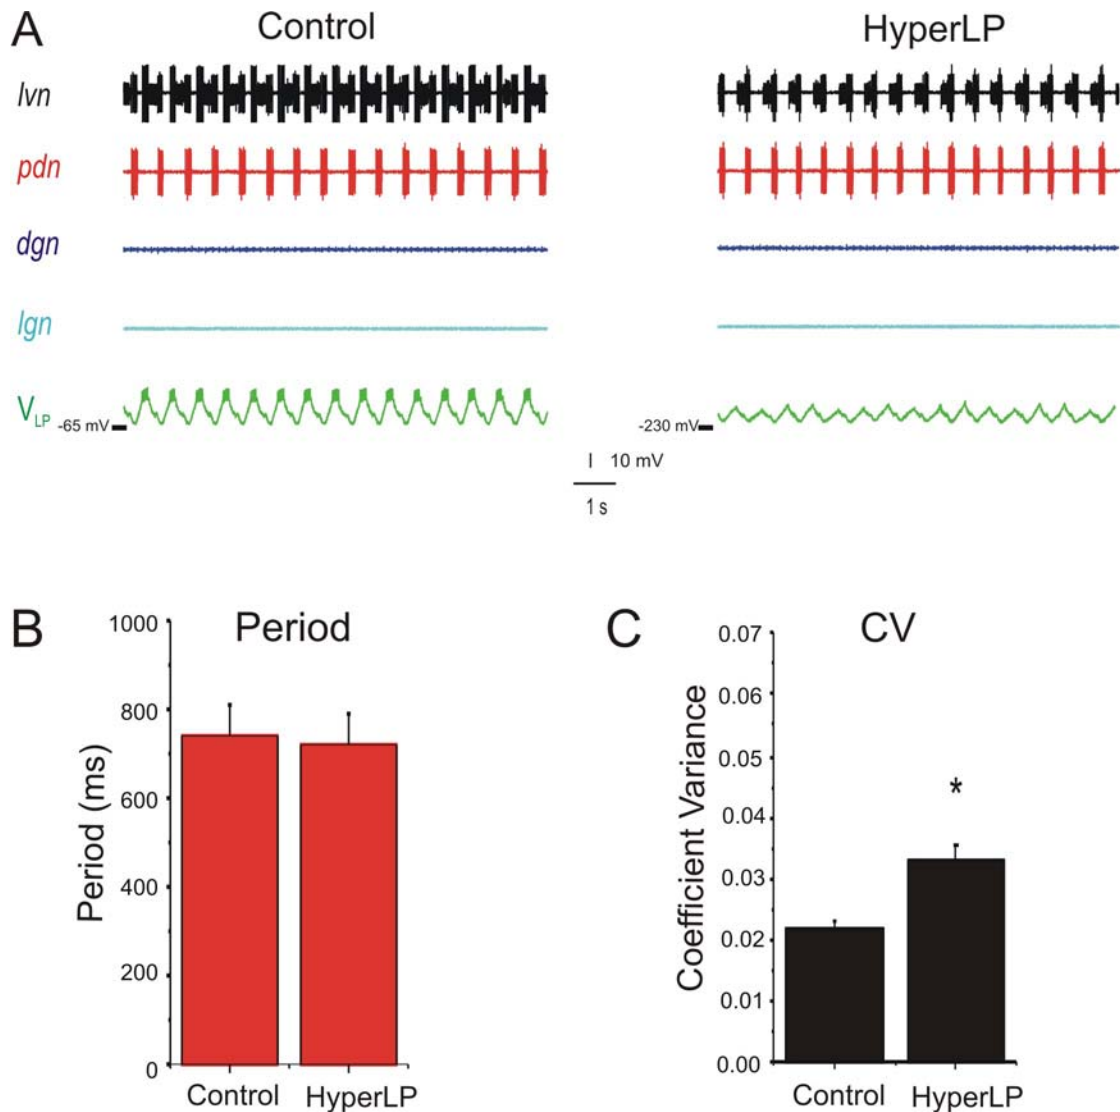 A
Control
HyperLP
lvn
pdn
dgn
lgn
VLP
-65 mV
-230 mV
10 mV
1 s
B
Period
1000
800
600
400
200
0
Period (ms)
Control
HyperLP
C
CV
0.07
0.06
0.05
0.04
0.03
0.02
0.01
0.00
Coefficient Variance
*
Control
HyperLP